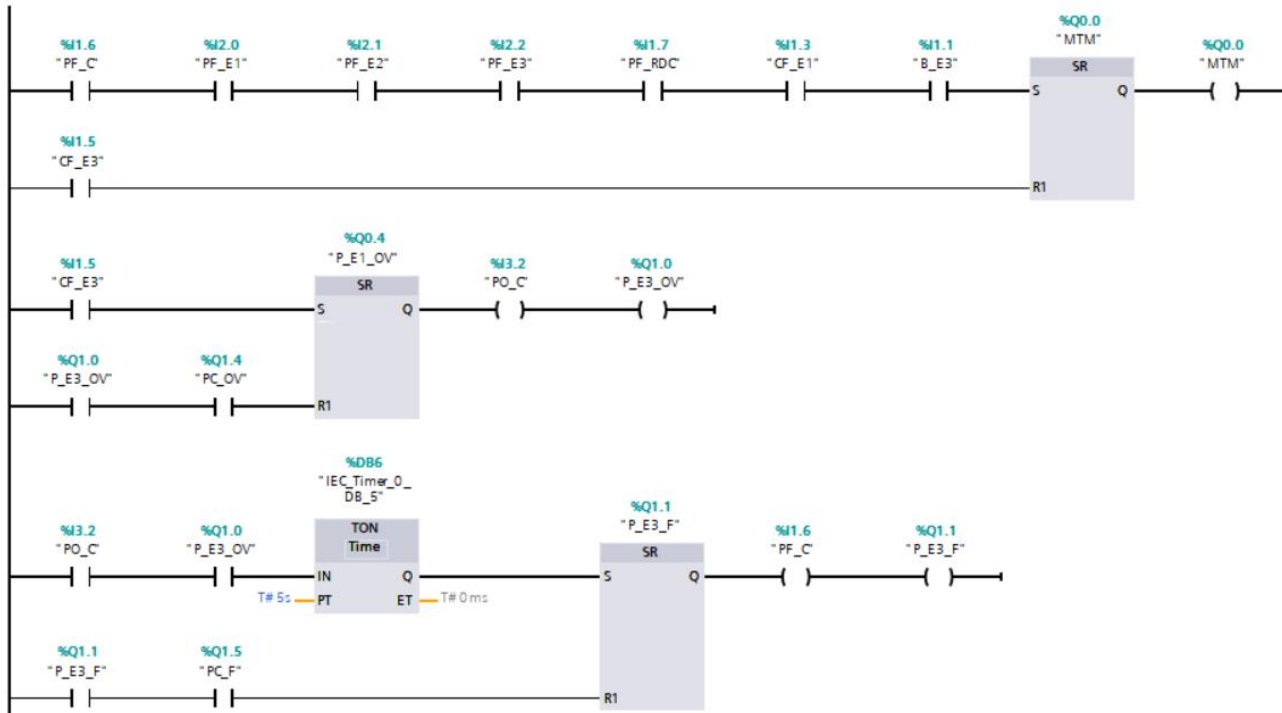 %Q0.0
"MTM"
%I1.6 %I2.0 %I2.1 %I2.2 %I1.7 %I1.3 %I1.1 %Q0.0
"PF_C" "PF_E1" "PF_E2" "PF_E3" "PF_RDC" "CF_E1" "B_E3" "MTM"
SR
S Q
%I1.5
"CF_E3"
R1
%Q0.4
"P_E1_OV"
%I1.5 %I3.2 %Q1.0
"CF_E3" "PO_C" "P_E3_OV"
SR
S Q
%Q1.0 %Q1.4
"P_E3_OV" "PC_OV"
R1
%DB6
"IEC_Timer_0_
DB_5"
%Q1.1
"P_E3_F"
%I3.2 %Q1.0 %I1.6 %Q1.1
"PO_C" "P_E3_OV" "PF_C" "P_E3_F"
TON
Time
SR
IN Q S Q
T# 5s PT ET T# 0 ms
%Q1.1 %Q1.5
"P_E3_F" "PC_F"
R1